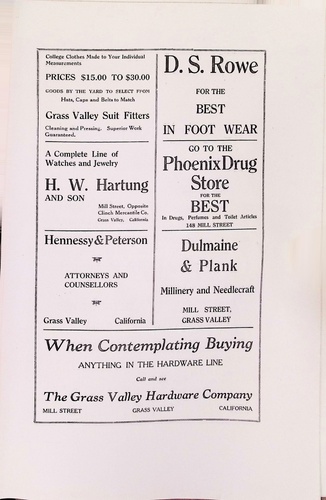 College Clothes Made to Your Individual
Measurements
PRICES $15.00 TO $30.00
GOODS BY THE YARD TO SELECT FROM
Hats, Caps and Belts to Match
Grass Valley Suit Fitters
Cleaning and Pressing. Superior Work
Guaranteed.
A Complete Line of
Watches and Jewelry
H. W. Hartung
AND SON
Mill Street, Opposite
Clinch Mercantile Co.
Grass Valley, California
Hennessy & Peterson
ATTORNEYS AND
COUNSELLORS
Grass Valley California
D. S. Rowe
FOR THE
BEST
IN FOOT WEAR
GO TO THE
Phoenix Drug
Store
FOR THE
BEST
In Drugs, Perfumes and Toilet Articles
148 MILL STREET
Dulmaine
& Plank
Millinery and Needlecraft
MILL STREET,
GRASS VALLEY
When Contemplating Buying
ANYTHING IN THE HARDWARE LINE
Call and see
The Grass Valley Hardware Company
MILL STREET GRASS VALLEY CALIFORNIA